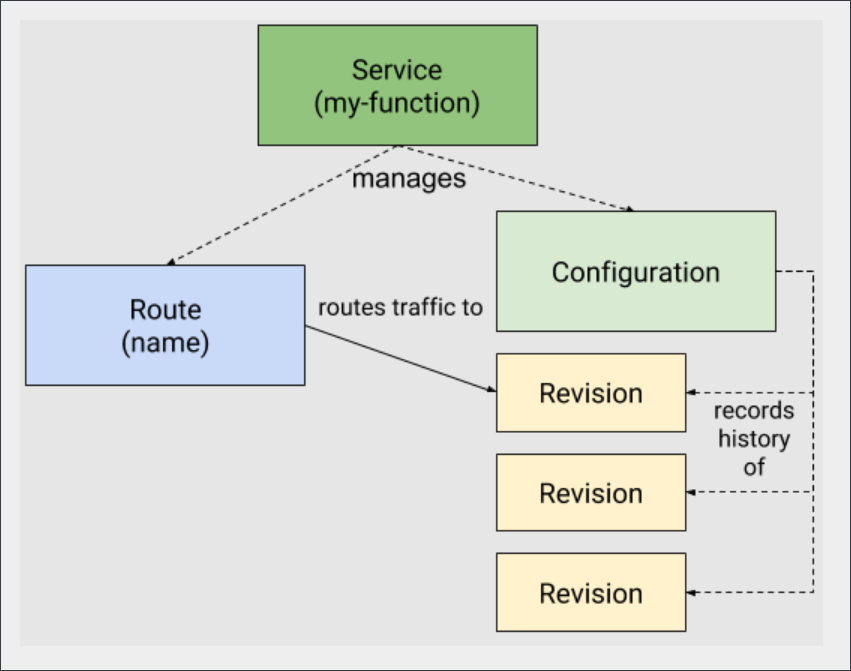 Service
(my-function)
manages
Configuration
Route
(name)
routes traffic to
Revision
records
history
of
Revision
Revision